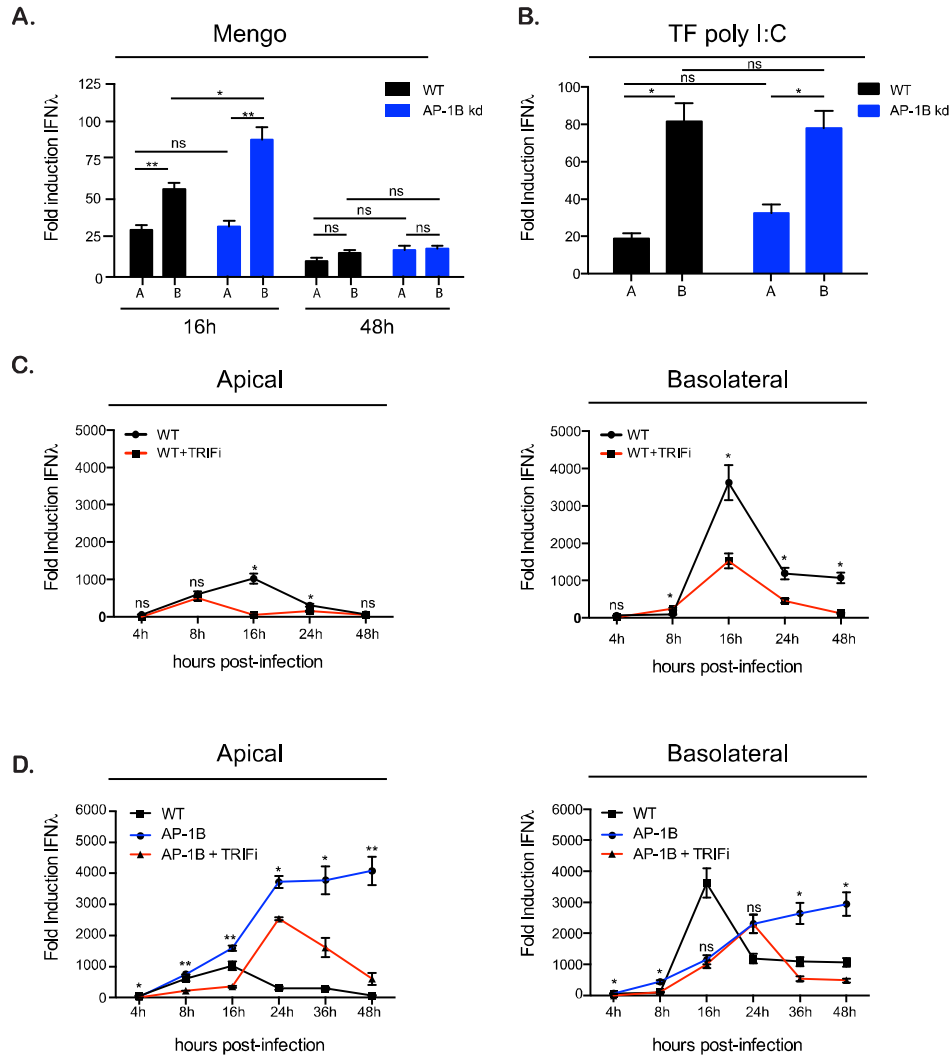 A.
Mengo
Fold induction IFNλ
125
100
75
50
25
0
WT
AP-1B kd
*
**
ns
**
ns
ns
ns
ns
A B A B A B A B
16h 48h
B.
TF poly I:C
Fold Induction IFNλ
100
80
60
40
20
0
WT
AP-1B kd
ns
ns
*
*
A B A B
C.
Apical
Fold Induction IFNλ
5000
4000
3000
2000
1000
0
WT
WT+TRIFi
ns
ns
*
*
ns
4h 8h 16h 24h 48h
hours post-infection
Basolateral
Fold Induction IFNλ
5000
4000
3000
2000
1000
0
WT
WT+TRIFi
ns
*
*
*
*
4h 8h 16h 24h 48h
hours post-infection
D.
Apical
Fold Induction IFNλ
6000
5000
4000
3000
2000
1000
0
WT
AP-1B
AP-1B + TRIFi
*
**
**
*
*
**
4h 8h 16h 24h 36h 48h
hours post-infection
Basolateral
Fold Induction IFNλ
6000
5000
4000
3000
2000
1000
0
WT
AP-1B
AP-1B + TRIFi
*
*
ns
ns
*
*
4h 8h 16h 24h 36h 48h
hours post-infection